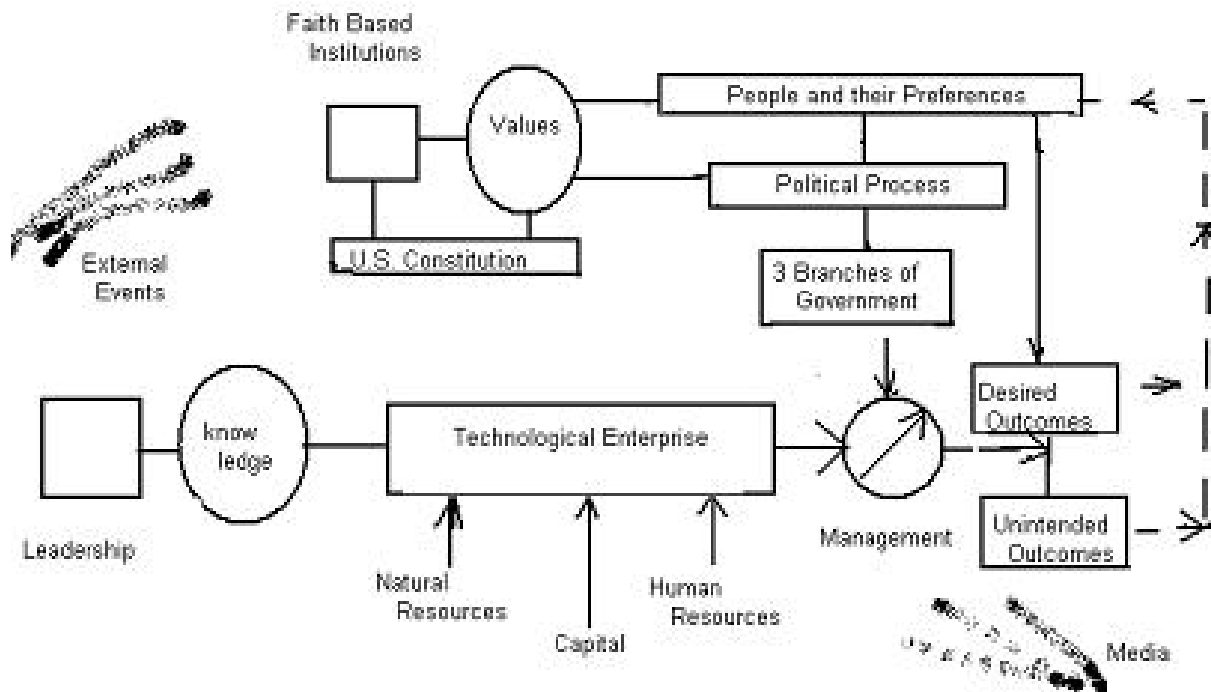 Faith Based
Institutions
Values
People and their Preferences
Political Process
U.S. Constitution
3 Branches of
Government
External
Events
know
ledge
Technological Enterprise
Desired
Outcomes
Leadership
Management
Unintended
Outcomes
Natural
Resources
Human
Resources
Capital
Media